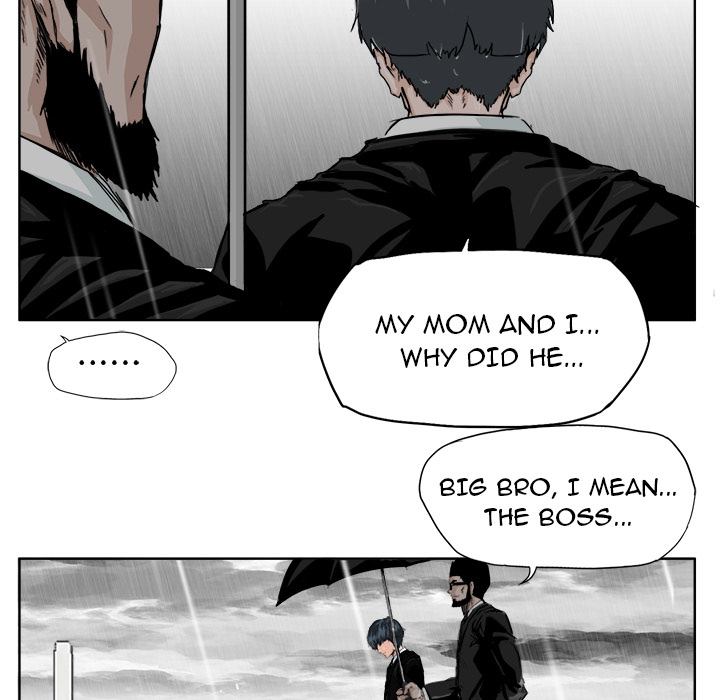 MY MOM AND I...
WHY DID HE...
......
BIG BRO, I MEAN...
THE BOSS...